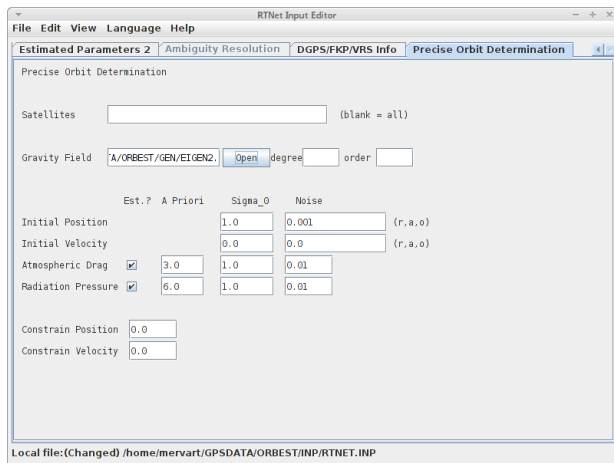 RTNet Input Editor
File Edit View Language Help
Estimated Parameters 2 Ambiguity Resolution DGPS/FKP/VRS Info Precise Orbit Determination
Precise Orbit Determination
Satellites (blank = all)
Gravity Field A/ORBEST/GEN/EIGEN2. Open degree order
Est.? A Priori Sigma_0 Noise
Initial Position 1.0 0.001 (r,a,o)
Initial Velocity 0.0 0.0 (r,a,o)
Atmospheric Drag 3.0 1.0 0.01
Radiation Pressure 6.0 1.0 0.01
Constrain Position 0.0
Constrain Velocity 0.0
Local file:(Changed) /home/mervart/GPSDATA/ORBEST/INP/RTNET.INP